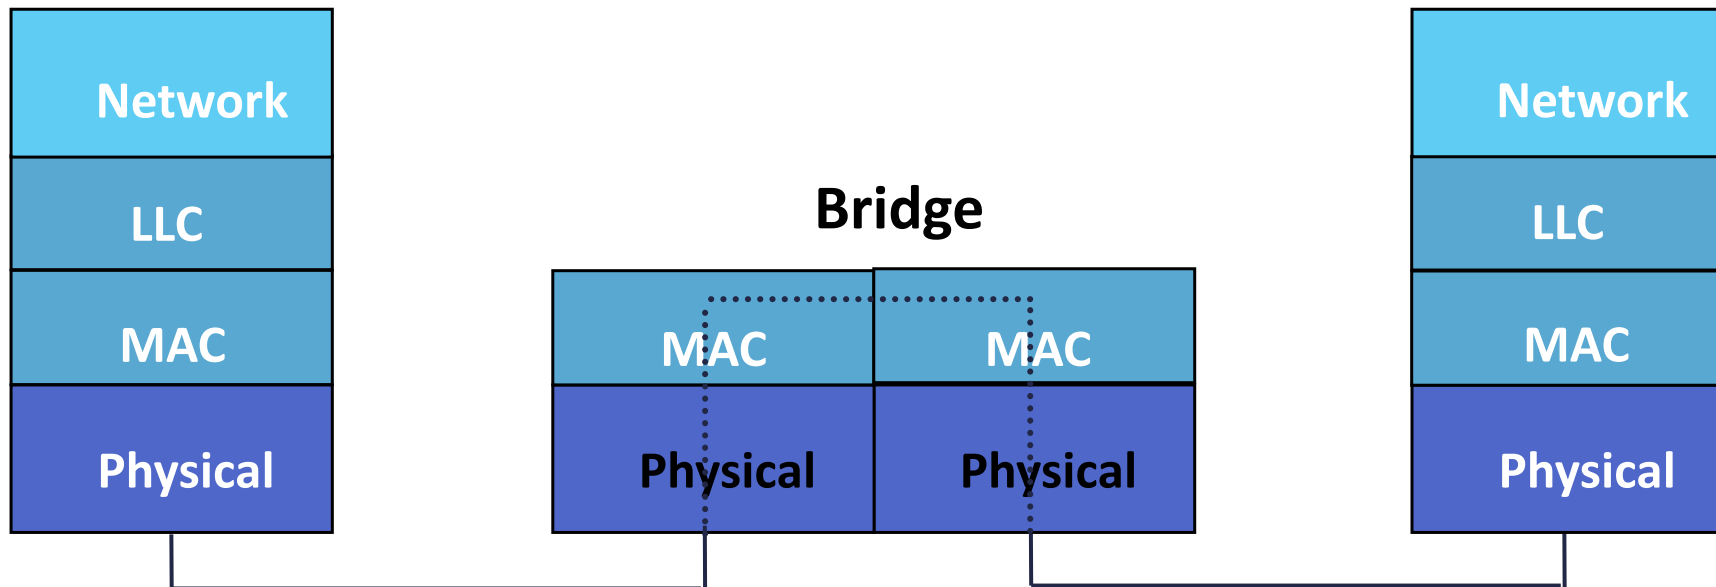 Network
LLC
MAC
Physical
Bridge
MAC
MAC
Physical
Physical
Network
LLC
MAC
Physical